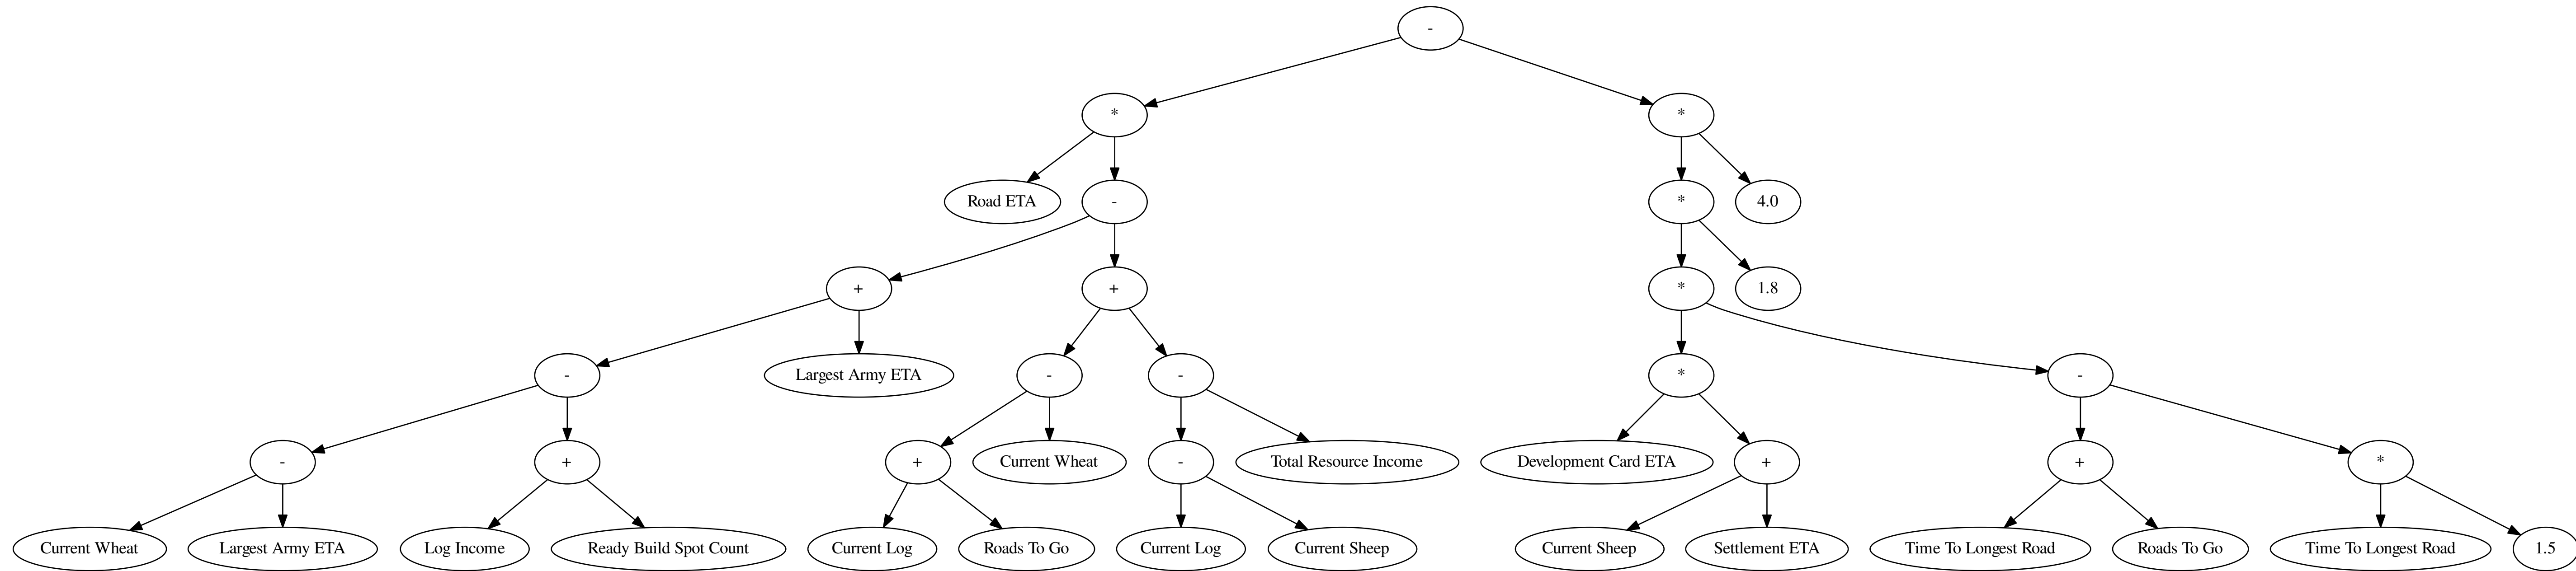 -
* *
Road ETA - * 4.0
+ + * 1.8
- Largest Army ETA - - * -
- + + Current Wheat - Total Resource Income Development Card ETA + + *
Current Wheat Largest Army ETA Log Income Ready Build Spot Count Current Log Roads To Go Current Log Current Sheep Current Sheep Settlement ETA Time To Longest Road Roads To Go Time To Longest Road 1.5